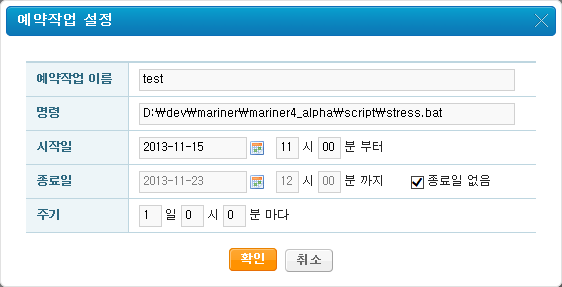 예약작업 설정
예약작업 이름 test
명령 D:₩dev₩mariner₩mariner4_alpha₩script₩stress.bat
시작일 2013-11-15 11 시 00 분 부터
종료일 2013-11-23 12 시 00 분 까지 종료일 없음
주기 1 일 0 시 0 분 마다
확인 취소